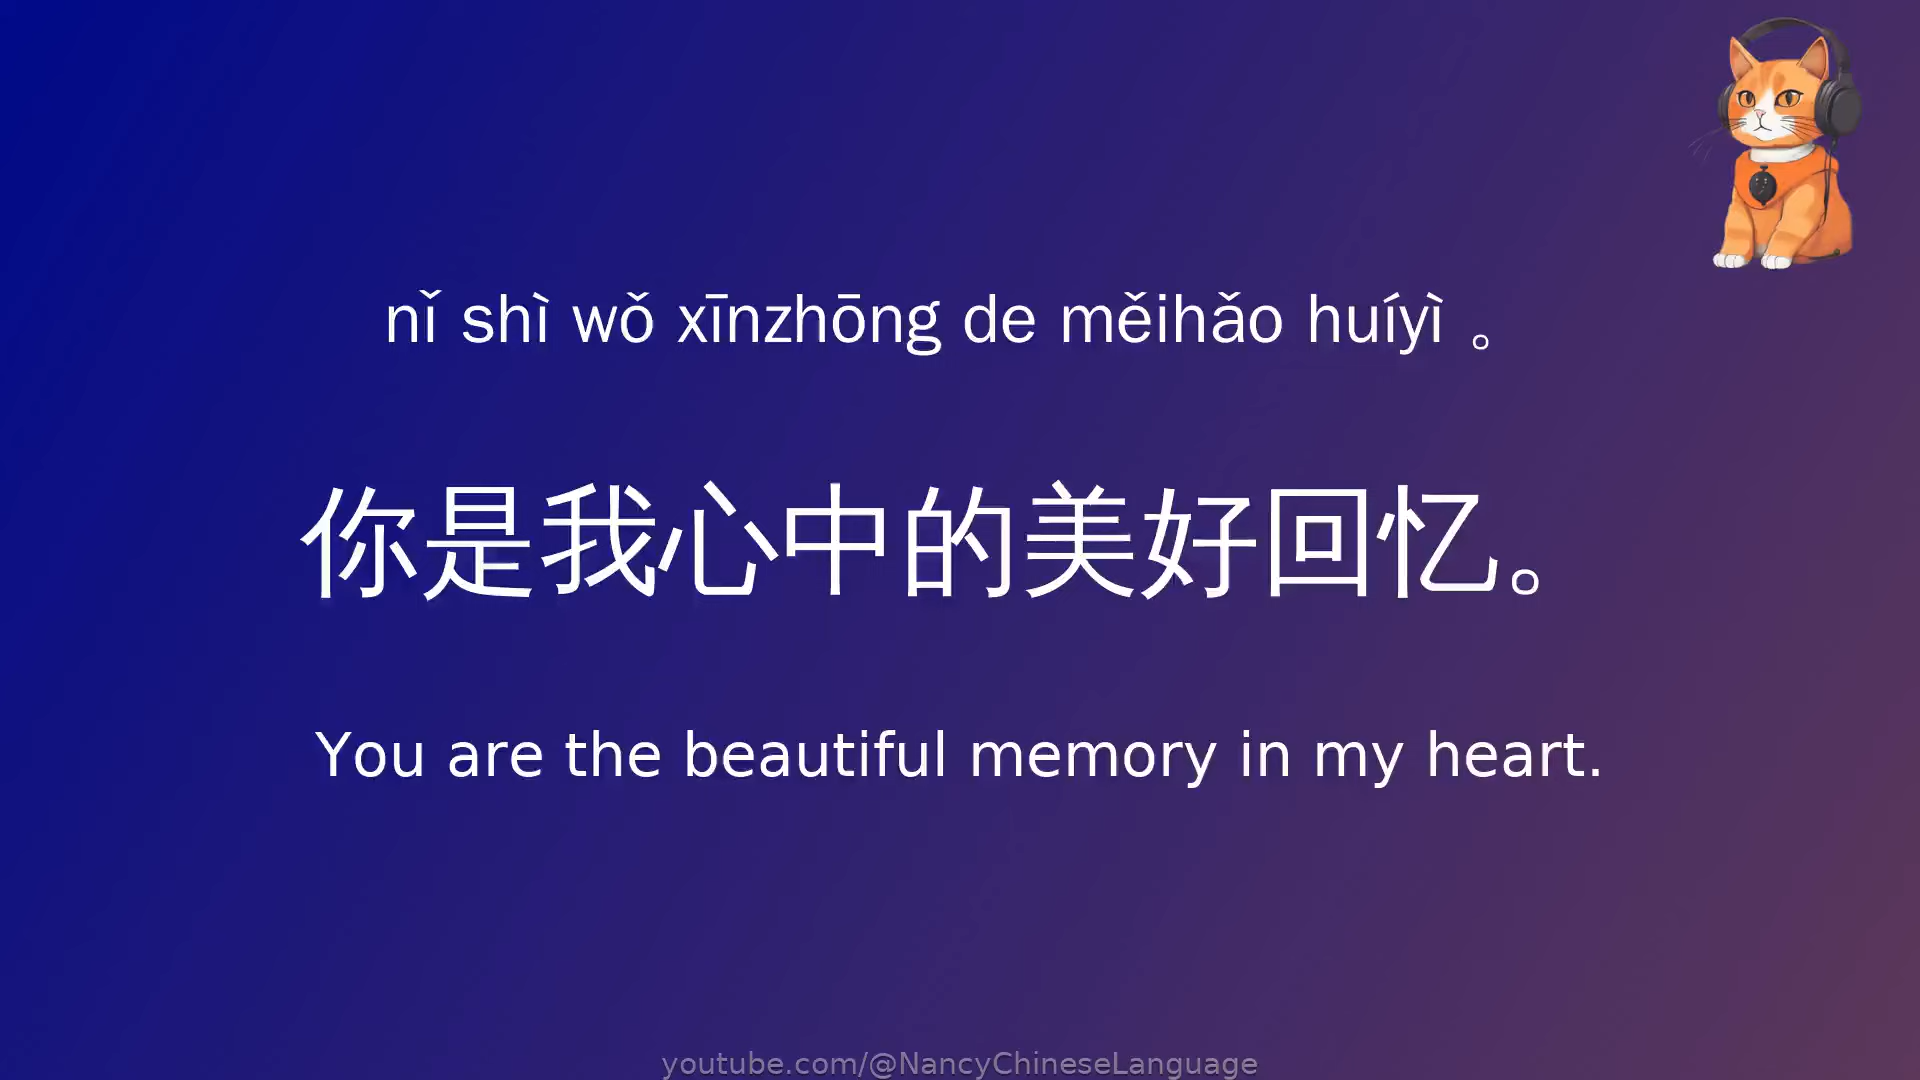 nǐ shì wǒ xīnzhōng de měihǎo huíyì 。
你是我心中的美好回忆。
You are the beautiful memory in my heart.
youtube.com/@NancyChineseLanguage